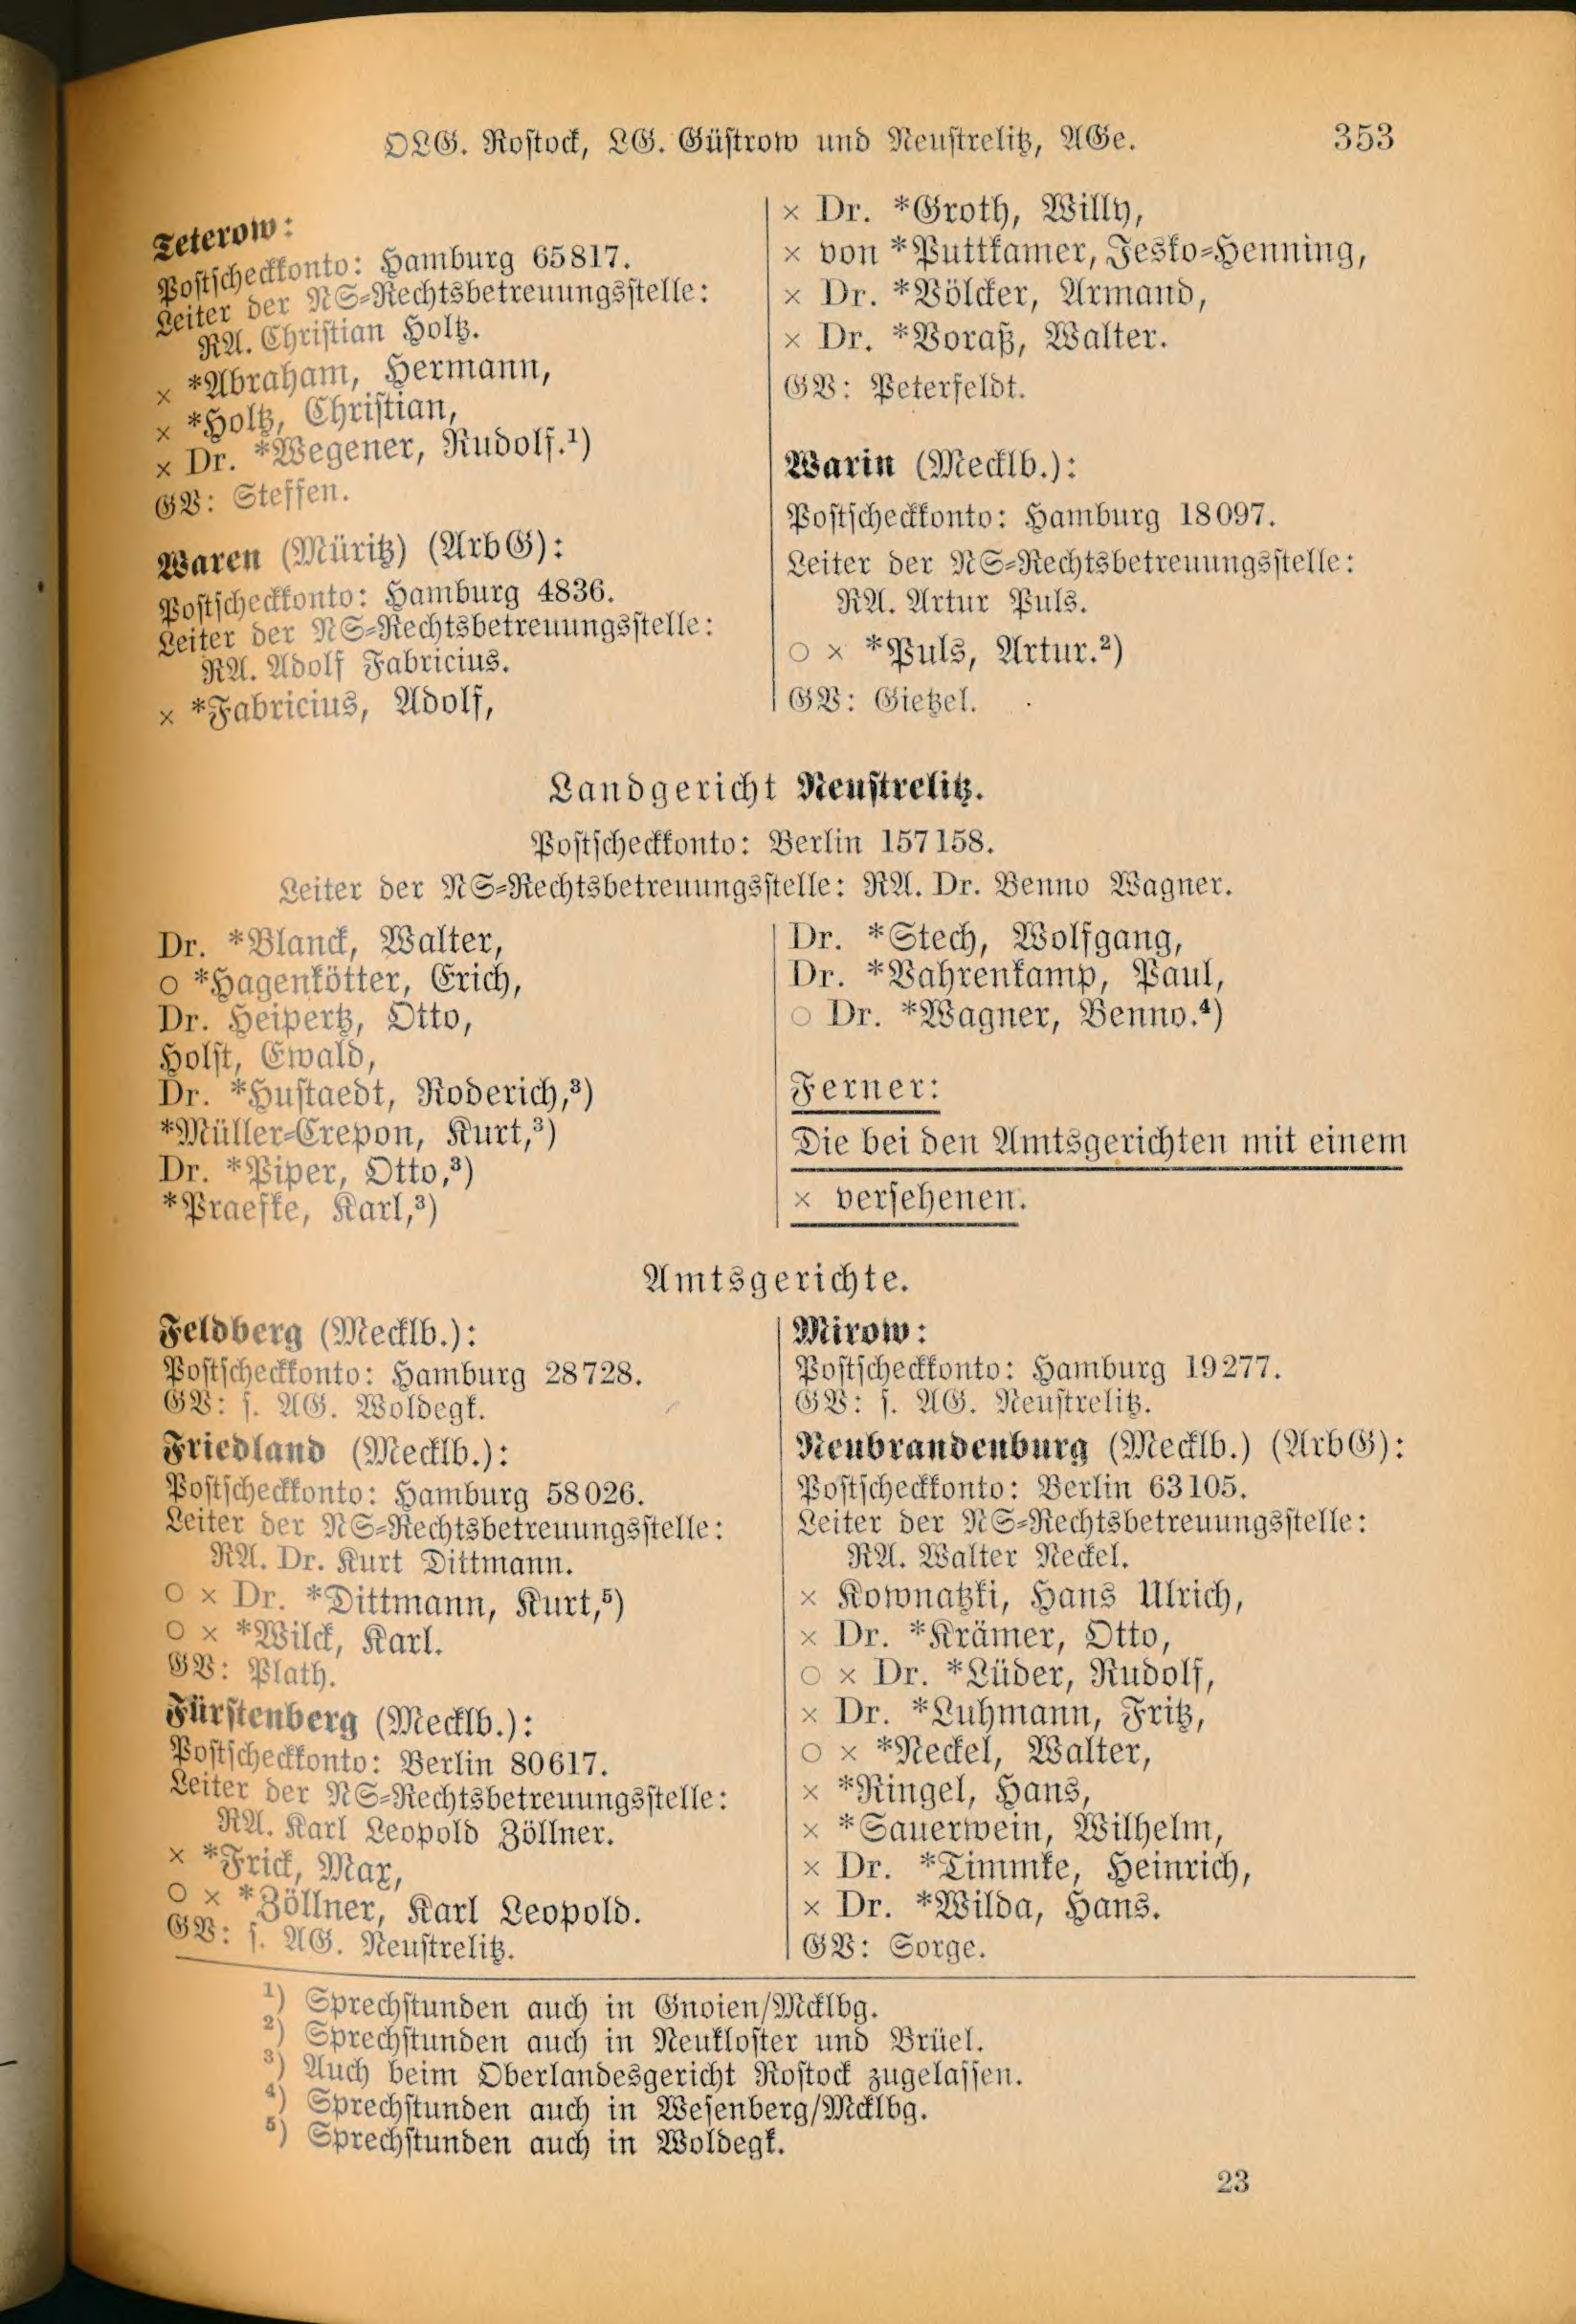 OLG. Rostock, LG. Güstrow und Neustrelitz, AGe. 353
Teterow:
Postscheckkonto: Hamburg 65817.
Leiter der NS-Rechtsbetreuungsstelle:
RA. Christian Holtz.
× *Abraham, Hermann,
× *Holtz, Christian,
× Dr. *Wegener, Rudolf.¹)
GV: Steffen.
Waren (Müritz) (ArbG):
Postscheckkonto: Hamburg 4836.
Leiter der NS-Rechtsbetreuungsstelle:
RA. Adolf Fabricius.
× *Fabricius, Adolf,
× Dr. *Groth, Willy,
× von *Puttkamer, Jesko-Henning,
× Dr. *Völcker, Armand,
× Dr. *Voraß, Walter.
GV: Peterfeldt.
Warin (Mecklb.):
Postscheckkonto: Hamburg 18097.
Leiter der NS-Rechtsbetreuungsstelle:
RA. Artur Puls.
○ × *Puls, Artur.²)
GV: Gietzel.
Landgericht Neustrelitz.
Postscheckkonto: Berlin 157158.
Leiter der NS-Rechtsbetreuungsstelle: RA. Dr. Benno Wagner.
Dr. *Blanck, Walter,
○ *Hagenkötter, Erich,
Dr. Heipertz, Otto,
Holst, Ewald,
Dr. *Hustaedt, Roderich,³)
*Müller-Crepon, Kurt,³)
Dr. *Piper, Otto,³)
*Praefke, Karl,³)
Dr. *Stech, Wolfgang,
Dr. *Vahrenkamp, Paul,
○ Dr. *Wagner, Benno.⁴)
Ferner:
Die bei den Amtsgerichten mit einem
× versehenen.
Amtsgerichte.
Feldberg (Mecklb.):
Postscheckkonto: Hamburg 28728.
GV: s. AG. Woldegk.
Friedland (Mecklb.):
Postscheckkonto: Hamburg 58026.
Leiter der NS-Rechtsbetreuungsstelle:
RA. Dr. Kurt Dittmann.
○ × Dr. *Dittmann, Kurt,⁵)
○ × *Wilck, Karl.
GV: Plath.
Fürstenberg (Mecklb.):
Postscheckkonto: Berlin 80617.
Leiter der NS-Rechtsbetreuungsstelle:
RA. Karl Leopold Zöllner.
× *Frick, Max,
○ × *Zöllner, Karl Leopold.
GV: s. AG. Neustrelitz.
Mirow:
Postscheckkonto: Hamburg 19277.
GV: s. AG. Neustrelitz.
Neubrandenburg (Mecklb.) (ArbG):
Postscheckkonto: Berlin 63105.
Leiter der NS-Rechtsbetreuungsstelle:
RA. Walter Neckel.
× Kownatzki, Hans Ulrich,
× Dr. *Krämer, Otto,
○ × Dr. *Lüder, Rudolf,
× Dr. *Luhmann, Fritz,
○ × *Neckel, Walter,
× *Ringel, Hans,
× *Sauerwein, Wilhelm,
× Dr. *Timmke, Heinrich,
× Dr. *Wilda, Hans.
GV: Sorge.
¹) Sprechstunden auch in Gnoien/Mcklbg.
²) Sprechstunden auch in Neukloster und Brüel.
³) Auch beim Oberlandesgericht Rostock zugelassen.
⁴) Sprechstunden auch in Wesenberg/Mcklbg.
⁵) Sprechstunden auch in Woldegk.
23